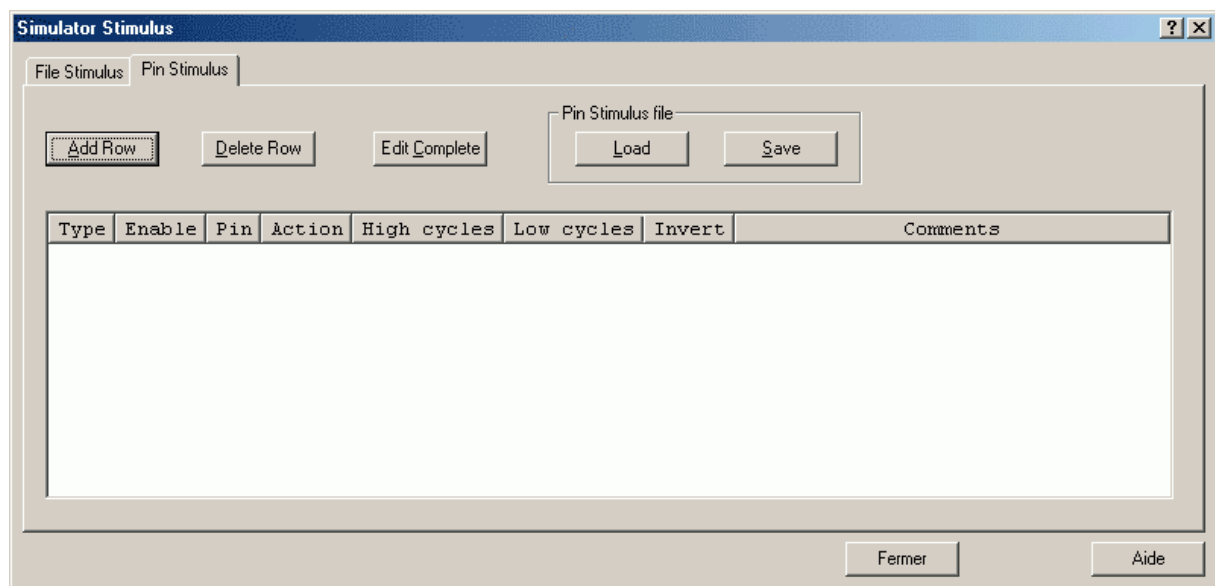 Simulator Stimulus
File Stimulus Pin Stimulus
Pin Stimulus file
Add Row Delete Row Edit Complete Load Save
Type Enable Pin Action High cycles Low cycles Invert Comments
Fermer Aide